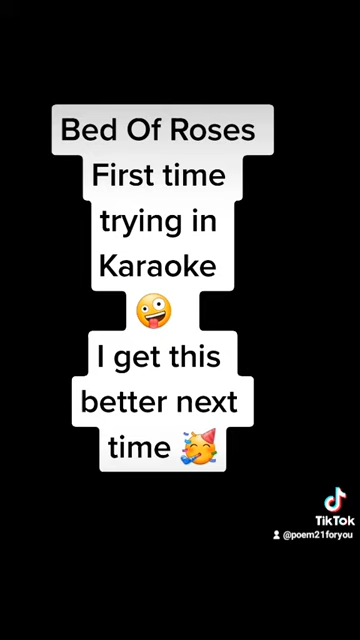 Bed Of Roses
First time
trying in
Karaoke
🤪
I get this
better next
time 🥳
TikTok
@poem21foryou